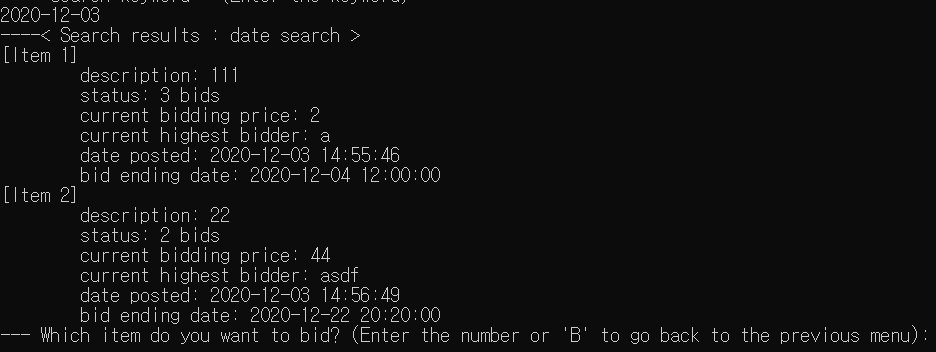 2020-12-03
----< Search results : date search >
[Item 1]
description: 111
status: 3 bids
current bidding price: 2
current highest bidder: a
date posted: 2020-12-03 14:55:46
bid ending date: 2020-12-04 12:00:00
[Item 2]
description: 22
status: 2 bids
current bidding price: 44
current highest bidder: asdf
date posted: 2020-12-03 14:56:49
bid ending date: 2020-12-22 20:20:00
--- Which item do you want to bid? (Enter the number or 'B' to go back to the previous menu):